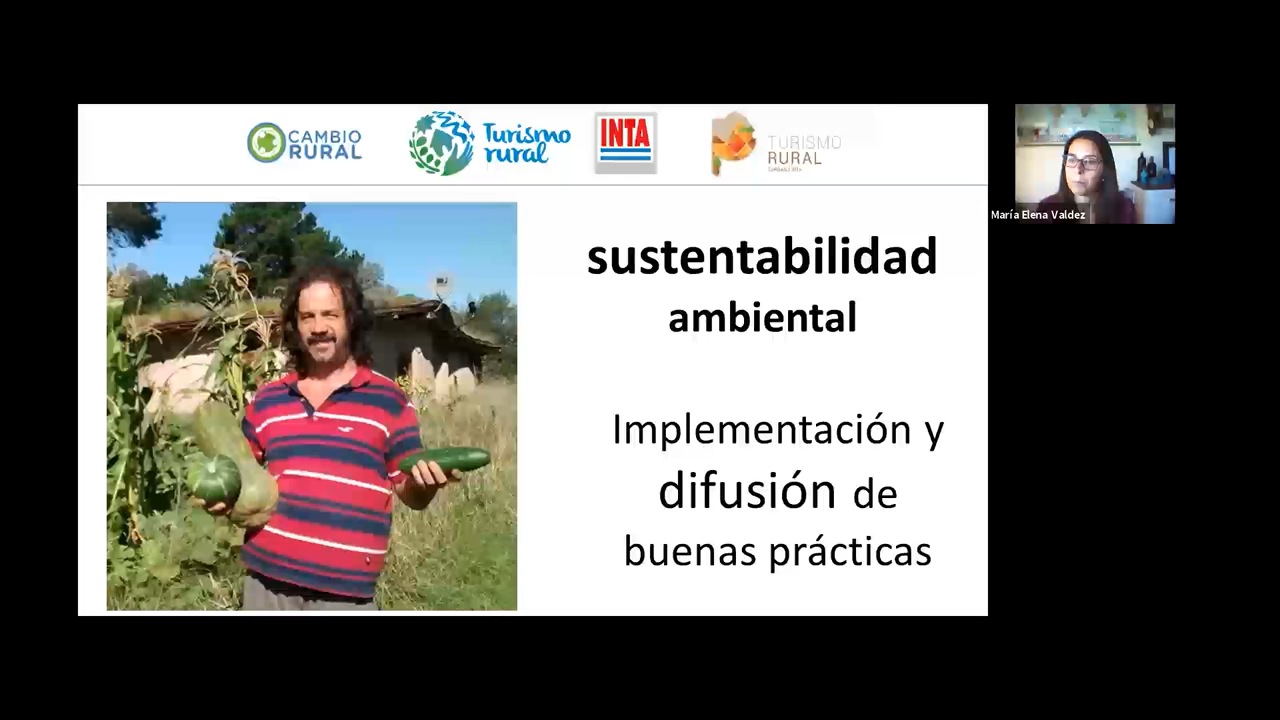 CAMBIO
RURAL
Turismo
rural
INTA
TURISMO
RURAL
María Elena Valdez
sustentabilidad
ambiental
Implementación y
difusión de
buenas prácticas